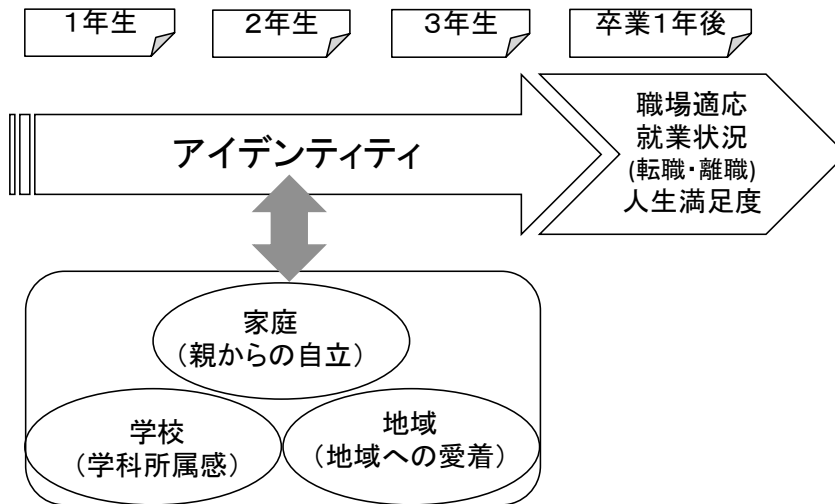 １年生
２年生
３年生
卒業１年後
アイデンティティ
職場適応
就業状況
(転職・離職)
人生満足度
家庭
（親からの自立）
学校
（学科所属感）
地域
（地域への愛着）